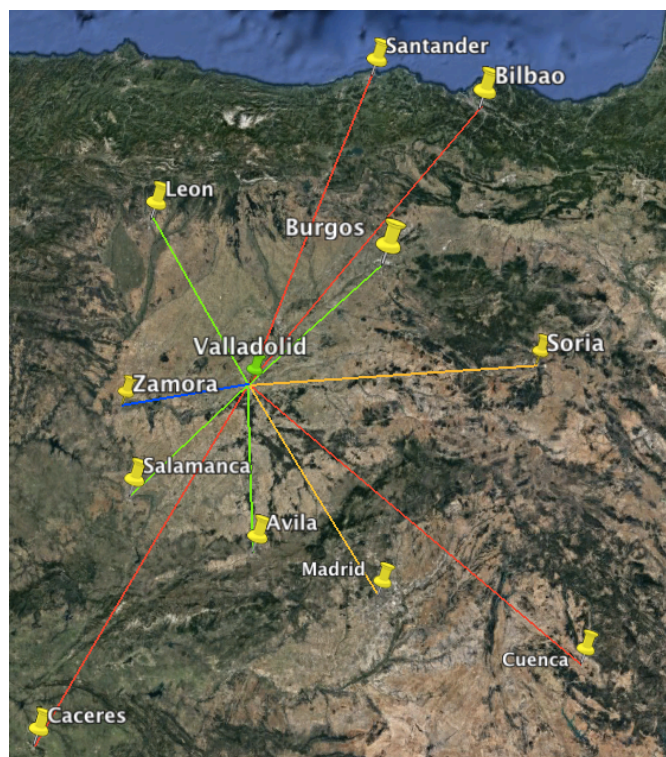 Santander
Bilbao
Leon
Burgos
Valladolid
Soria
Zamora
Salamanca
Avila
Madrid
Cuenca
Caceres